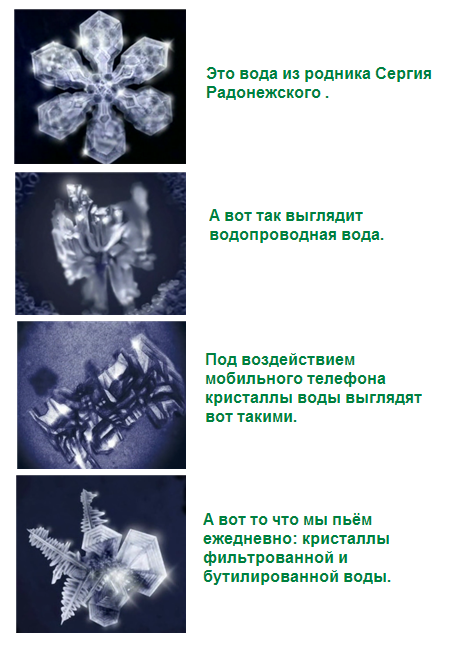 Это вода из родника Сергия
Радонежского .
А вот так выглядит
водопроводная вода.
Под воздействием
мобильного телефона
кристаллы воды выглядят
вот такими.
А вот то что мы пьём
ежедневно: кристаллы
фильтрованной и
бутилированной воды.